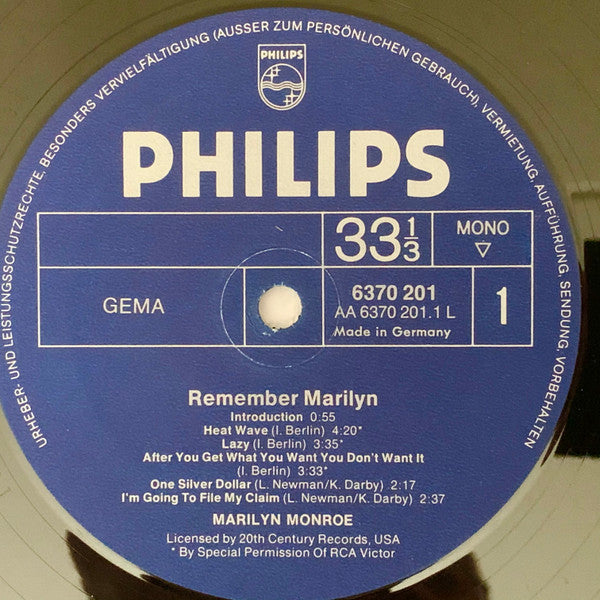 URHEBER- UND LEISTUNGSSCHUTZRECHTE, BESONDERS VERVIELFÄLTIGUNG (AUSSER ZUM PERSÖNLICHEN GEBRAUCH), VERMIETUNG, AUFFÜHRUNG, SENDUNG, VORBEHALTEN
PHILIPS
PHILIPS
33 1/3
MONO
▽
GEMA
6370 201
AA 6370 201.1 L
Made in Germany
1
Remember Marilyn
Introduction 0:55
Heat Wave (I. Berlin) 4:20*
Lazy (I. Berlin) 3:35*
After You Get What You Want You Don't Want It
(I. Berlin) 3:33*
One Silver Dollar (L. Newman/K. Darby) 2:17
I'm Going To File My Claim (L. Newman/K. Darby) 2:37
MARILYN MONROE
Licensed by 20th Century Records, USA
* By Special Permission Of RCA Victor